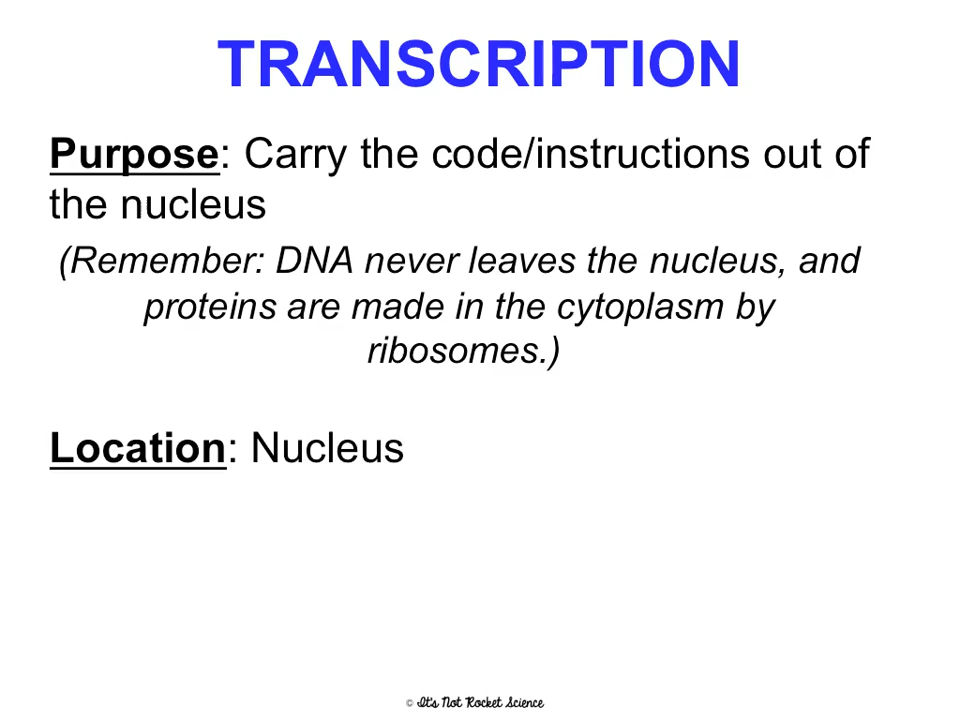 TRANSCRIPTION
Purpose: Carry the code/instructions out of
the nucleus
(Remember: DNA never leaves the nucleus, and
proteins are made in the cytoplasm by
ribosomes.)
Location: Nucleus
© It's Not Rocket Science